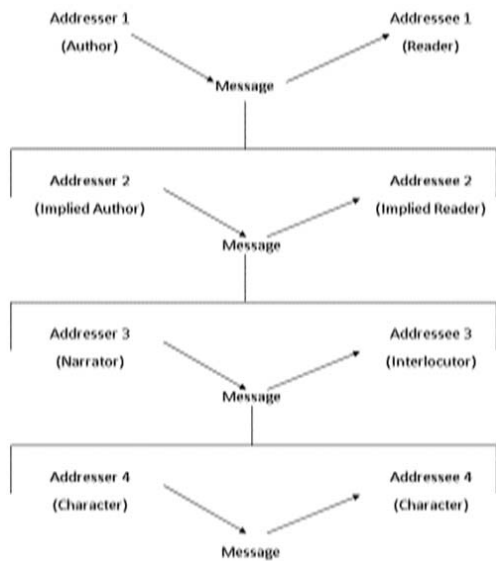 Addresser 1
(Author)
Addressee 1
(Reader)
Message
Addresser 2
(Implied Author)
Addressee 2
(Implied Reader)
Message
Addresser 3
(Narrator)
Addressee 3
(Interlocutor)
Message
Addresser 4
(Character)
Addressee 4
(Character)
Message